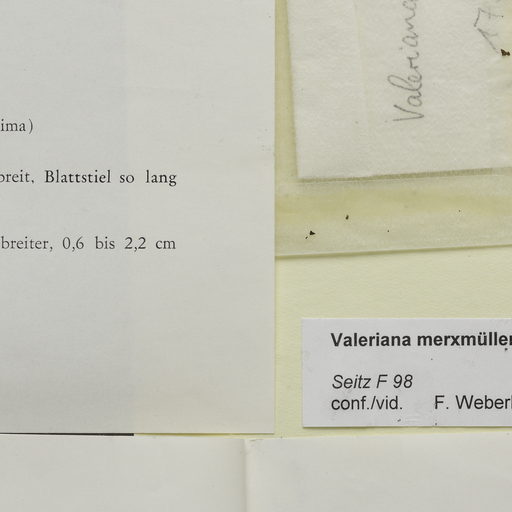 ima)
breit, Blattstiel so lang
breiter, 0,6 bis 2,2 cm
Valeriana
17
Valeriana merxmüller
Seitz F 98
conf./vid. F. Weberl